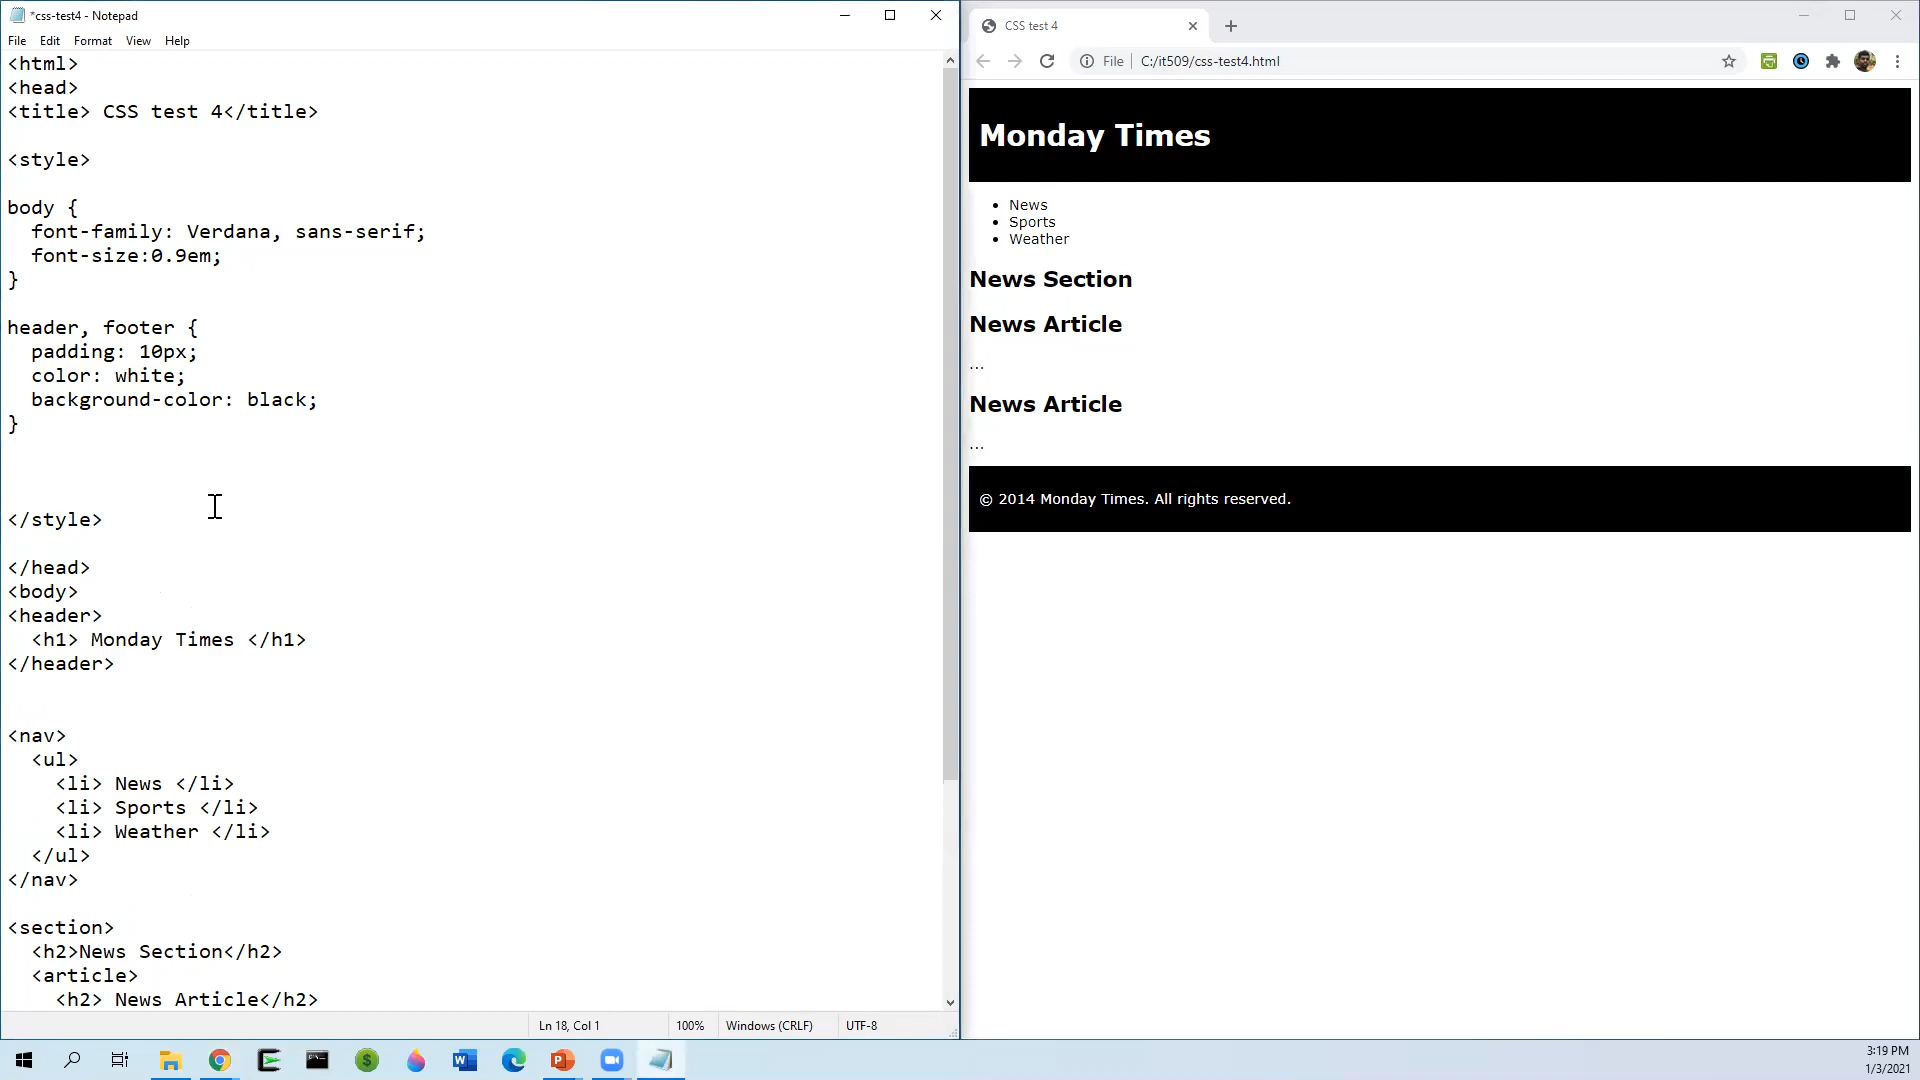 *css-test4 - Notepad
File Edit Format View Help
<html>
<head>
<title> CSS test 4</title>
<style>
body {
font-family: Verdana, sans-serif;
font-size:0.9em;
}
header, footer {
padding: 10px;
color: white;
background-color: black;
}
</style>
</head>
<body>
<header>
<h1> Monday Times </h1>
</header>
<nav>
<ul>
<li> News </li>
<li> Sports </li>
<li> Weather </li>
</ul>
</nav>
<section>
<h2>News Section</h2>
<article>
<h2> News Article</h2>
Ln 18, Col 1 100% Windows (CRLF) UTF-8
CSS test 4
File C:/it509/css-test4.html
Monday Times
• News
• Sports
• Weather
News Section
News Article
...
News Article
...
© 2014 Monday Times. All rights reserved.
3:19 PM
1/3/2021